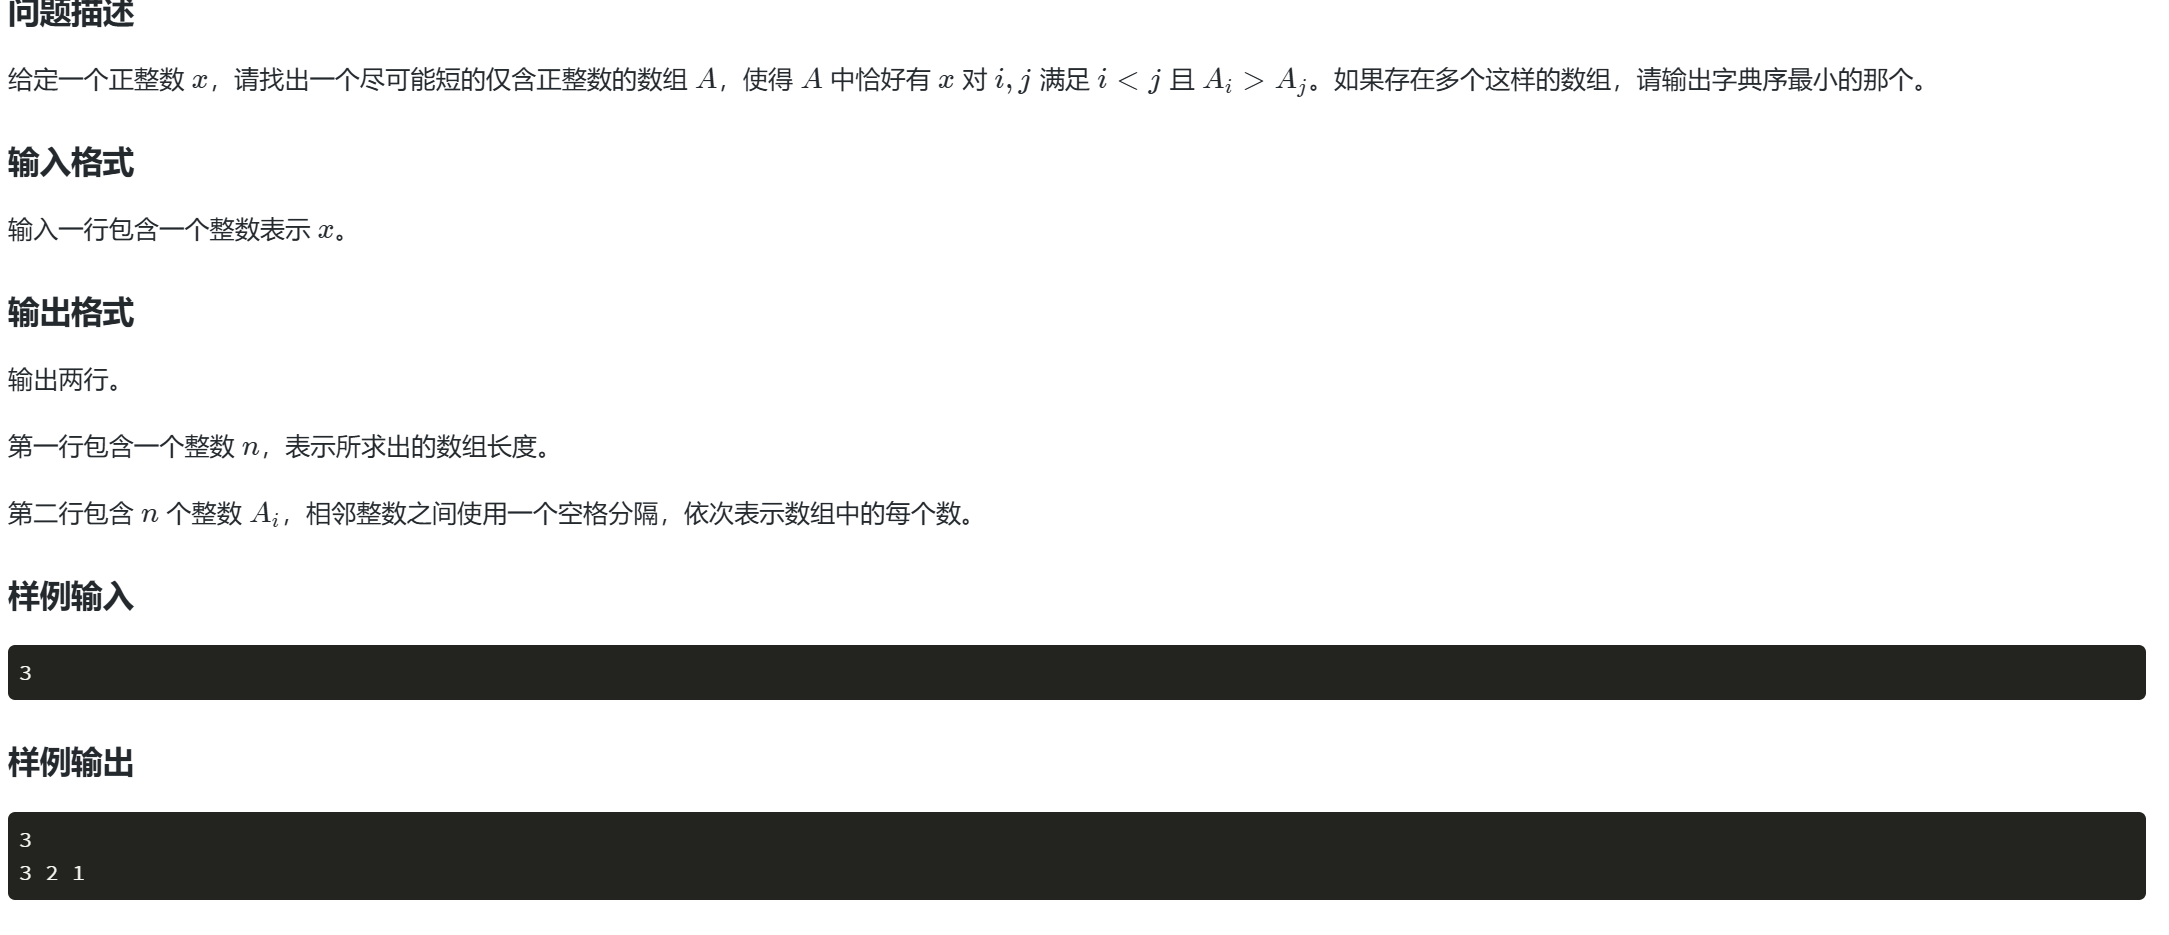 问题描述
给定一个正整数 x，请找出一个尽可能短的仅含正整数的数组 A，使得 A 中恰好有 x 对 i, j 满足 i < j 且 A_i > A_j。如果存在多个这样的数组，请输出字典序最小的那个。
输入格式
输入一行包含一个整数表示 x。
输出格式
输出两行。
第一行包含一个整数 n，表示所求出的数组长度。
第二行包含 n 个整数 A_i，相邻整数之间使用一个空格分隔，依次表示数组中的每个数。
样例输入
3
样例输出
3
3 2 1